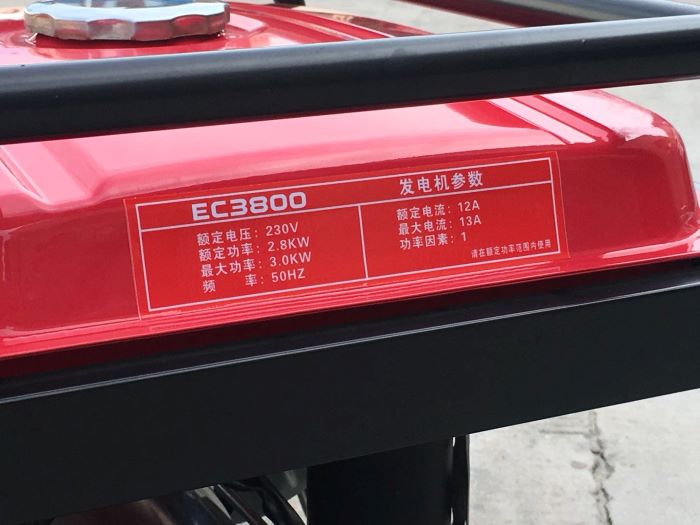 EC3800
发电机参数
额定电压：230V
额定功率：2.8KW
最大功率：3.0KW
频 率：50HZ
额定电流：12A
最大电流：13A
功率因素：1
请在额定功率范围内使用